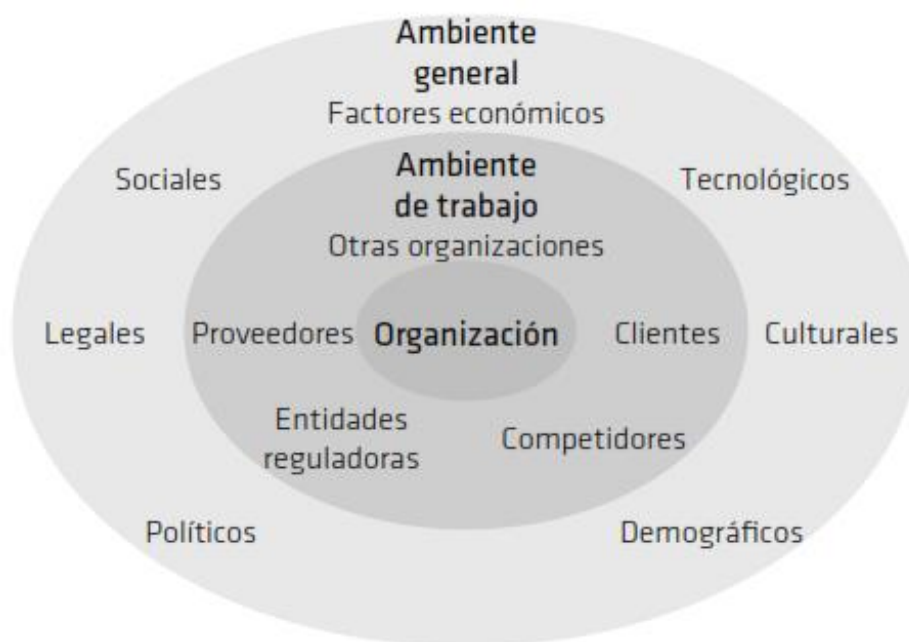 Ambiente
general
Factores económicos
Sociales
Ambiente
de trabajo
Tecnológicos
Otras organizaciones
Legales
Proveedores
Organización
Clientes
Culturales
Entidades
reguladoras
Competidores
Políticos
Demográficos